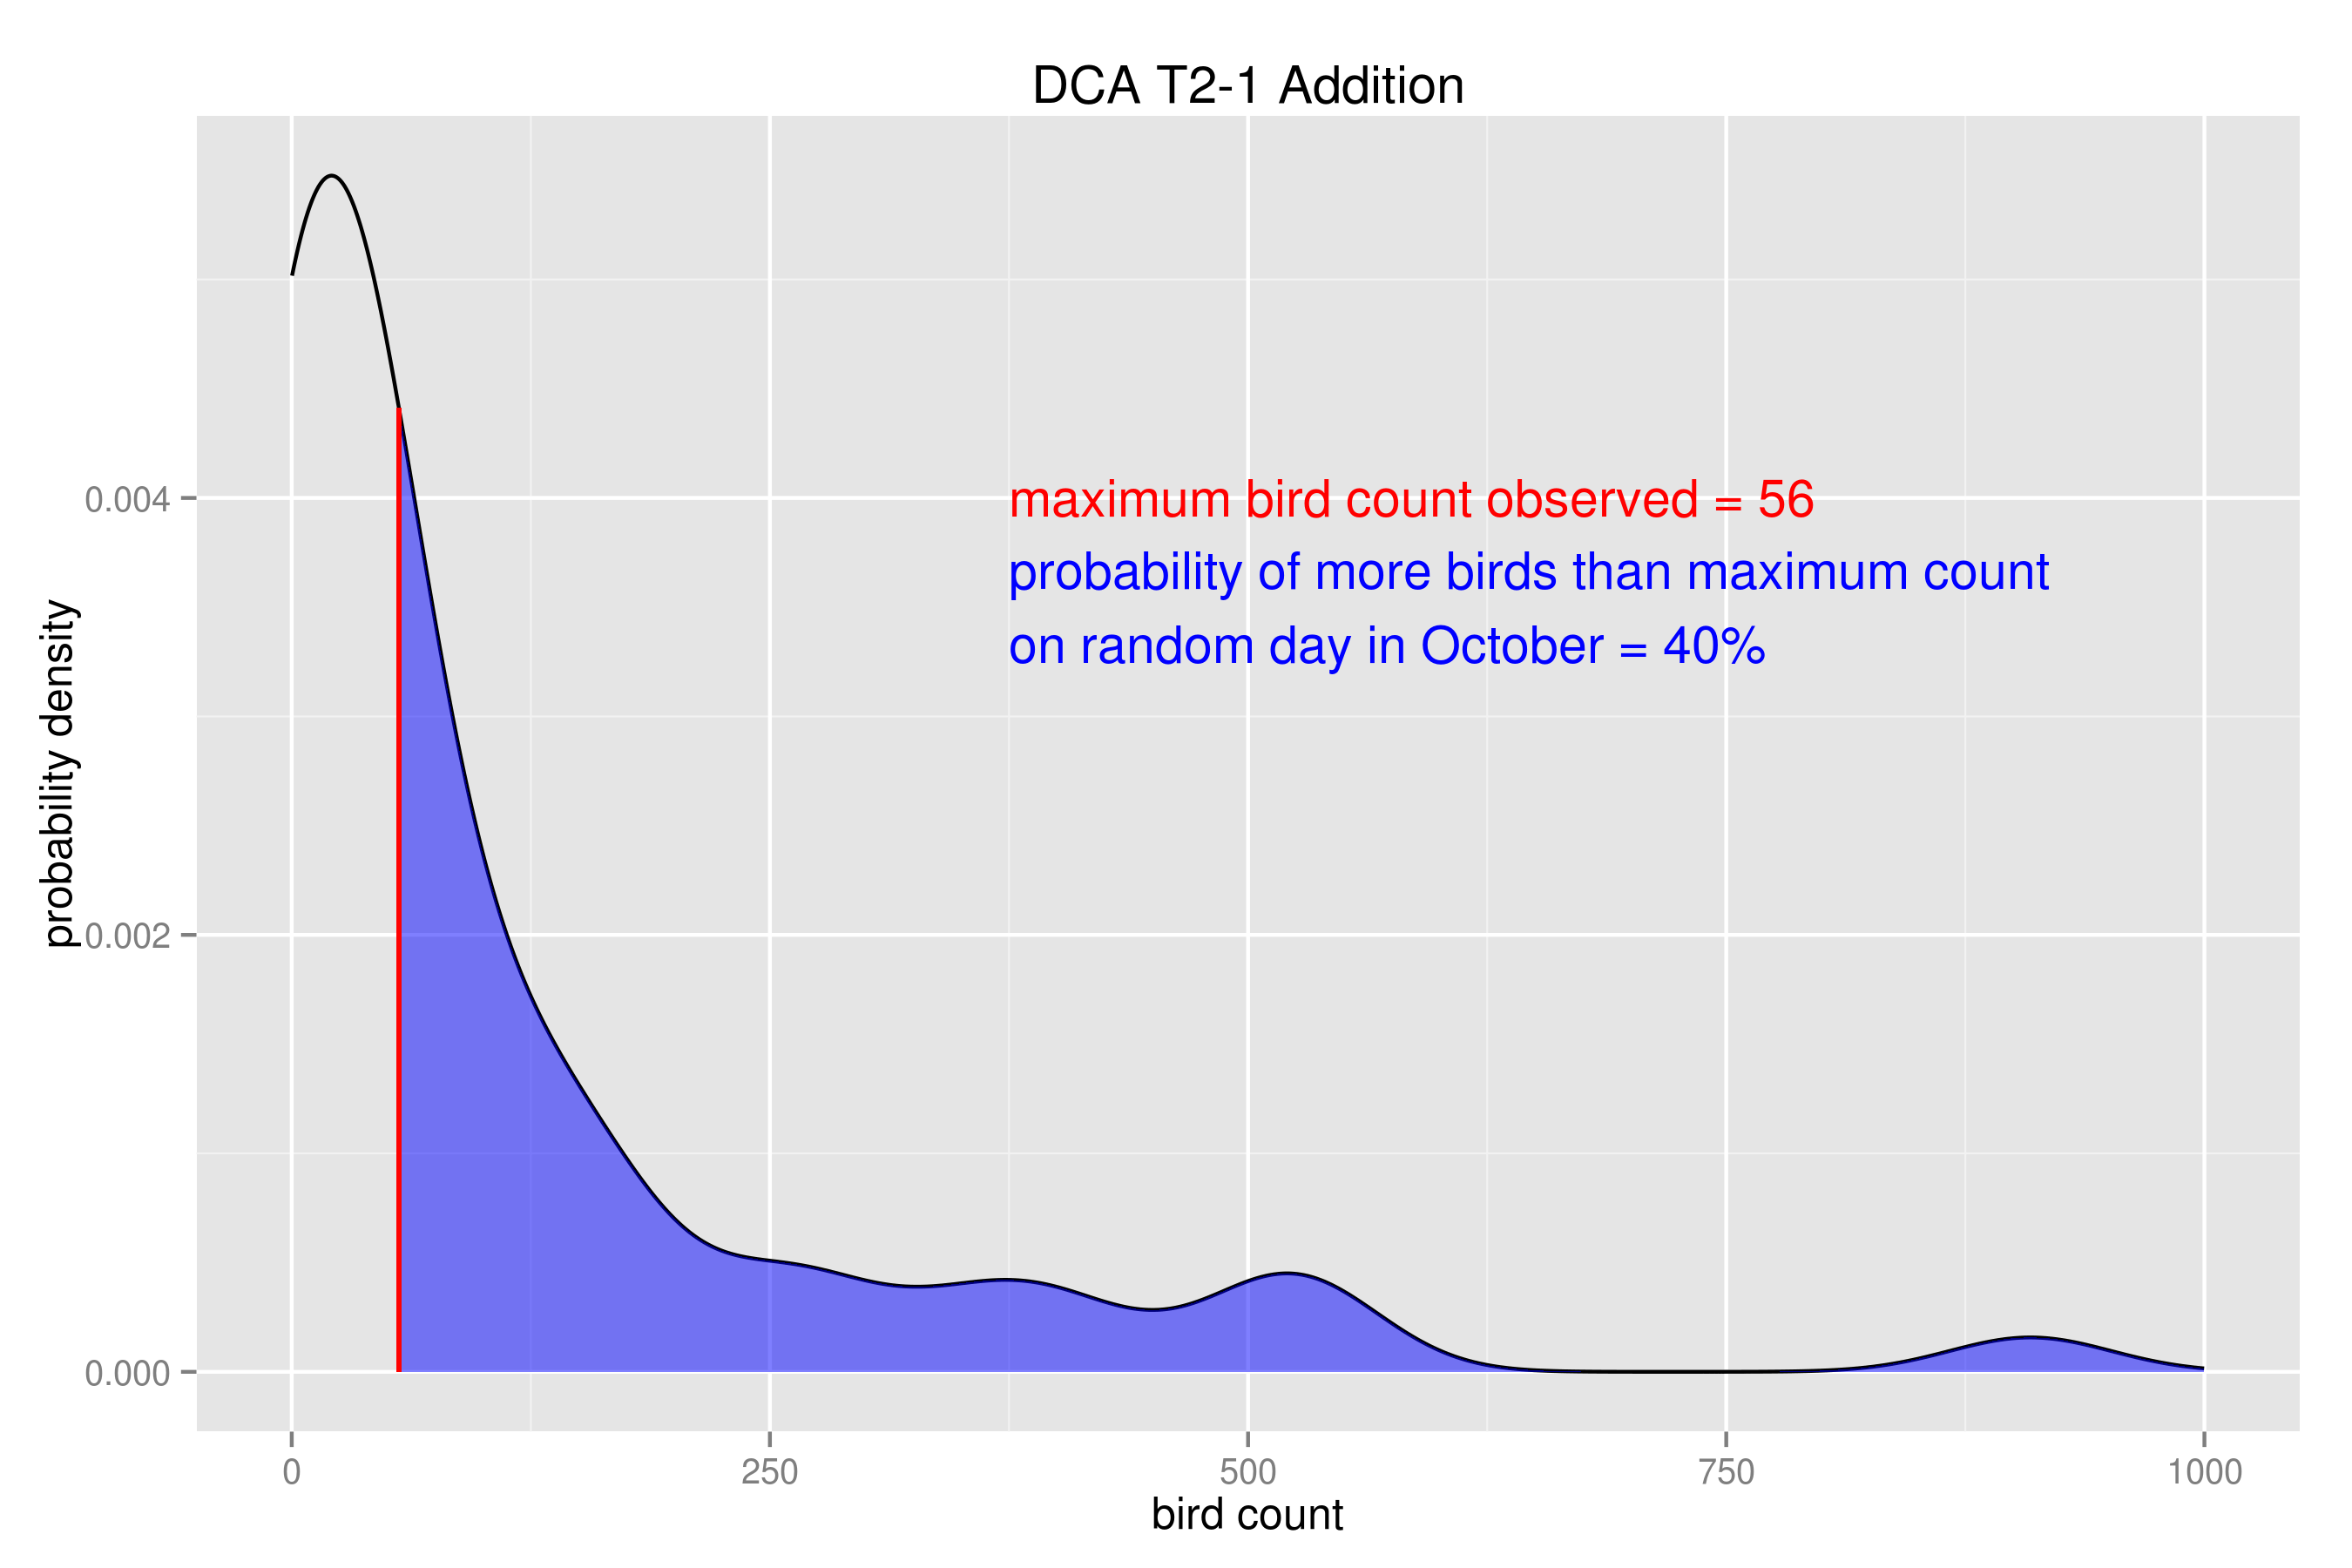 DCA T2-1 Addition
probability density
0.004
0.002
0.000
maximum bird count observed = 56
probability of more birds than maximum count
on random day in October = 40%
0 250 500 750 1000
bird count